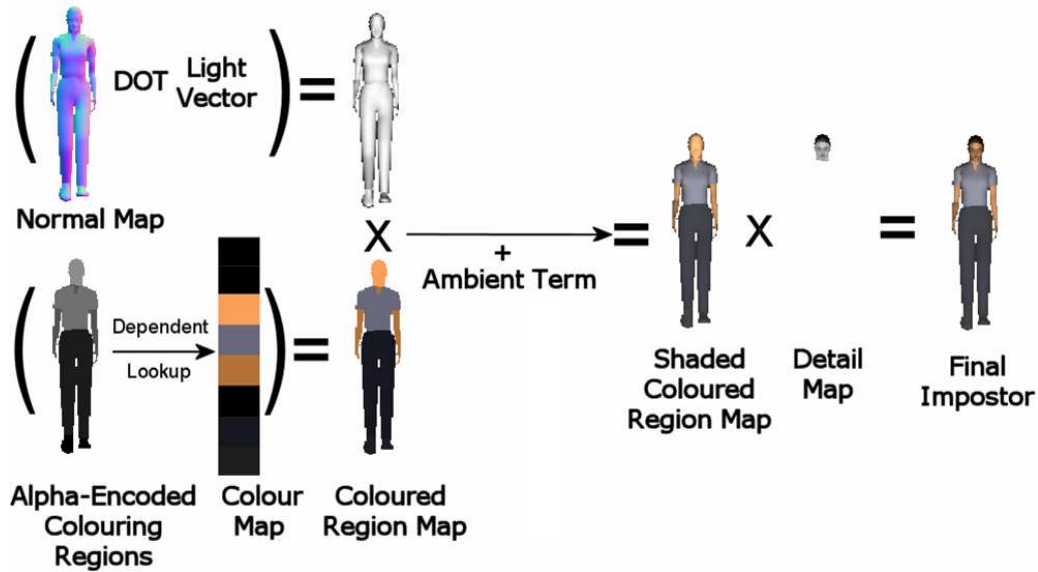 ( DOT Light
Vector ) =
Normal Map
X
+
Ambient Term
= X =
( Dependent
Lookup ) =
Shaded
Coloured
Region Map
Detail
Map
Final
Impostor
Alpha-Encoded
Colouring
Regions
Colour
Map
Coloured
Region Map